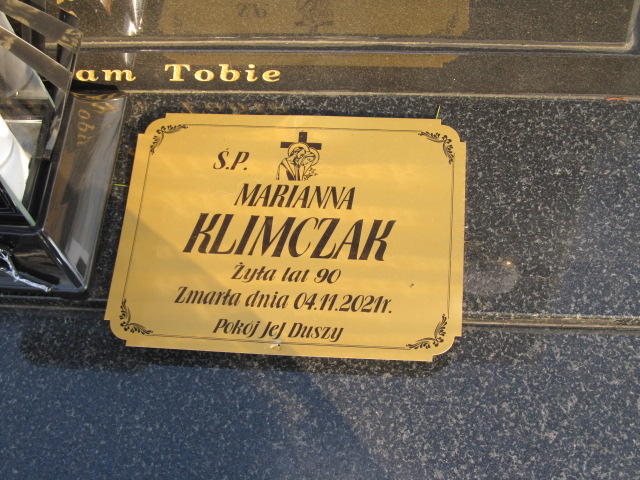 am Tobie
Ś.P.
MARIANNA
KLIMCZAK
Żyła lat 90
Zmarła dnia 04.11.2021r.
Pokój Jej Duszy